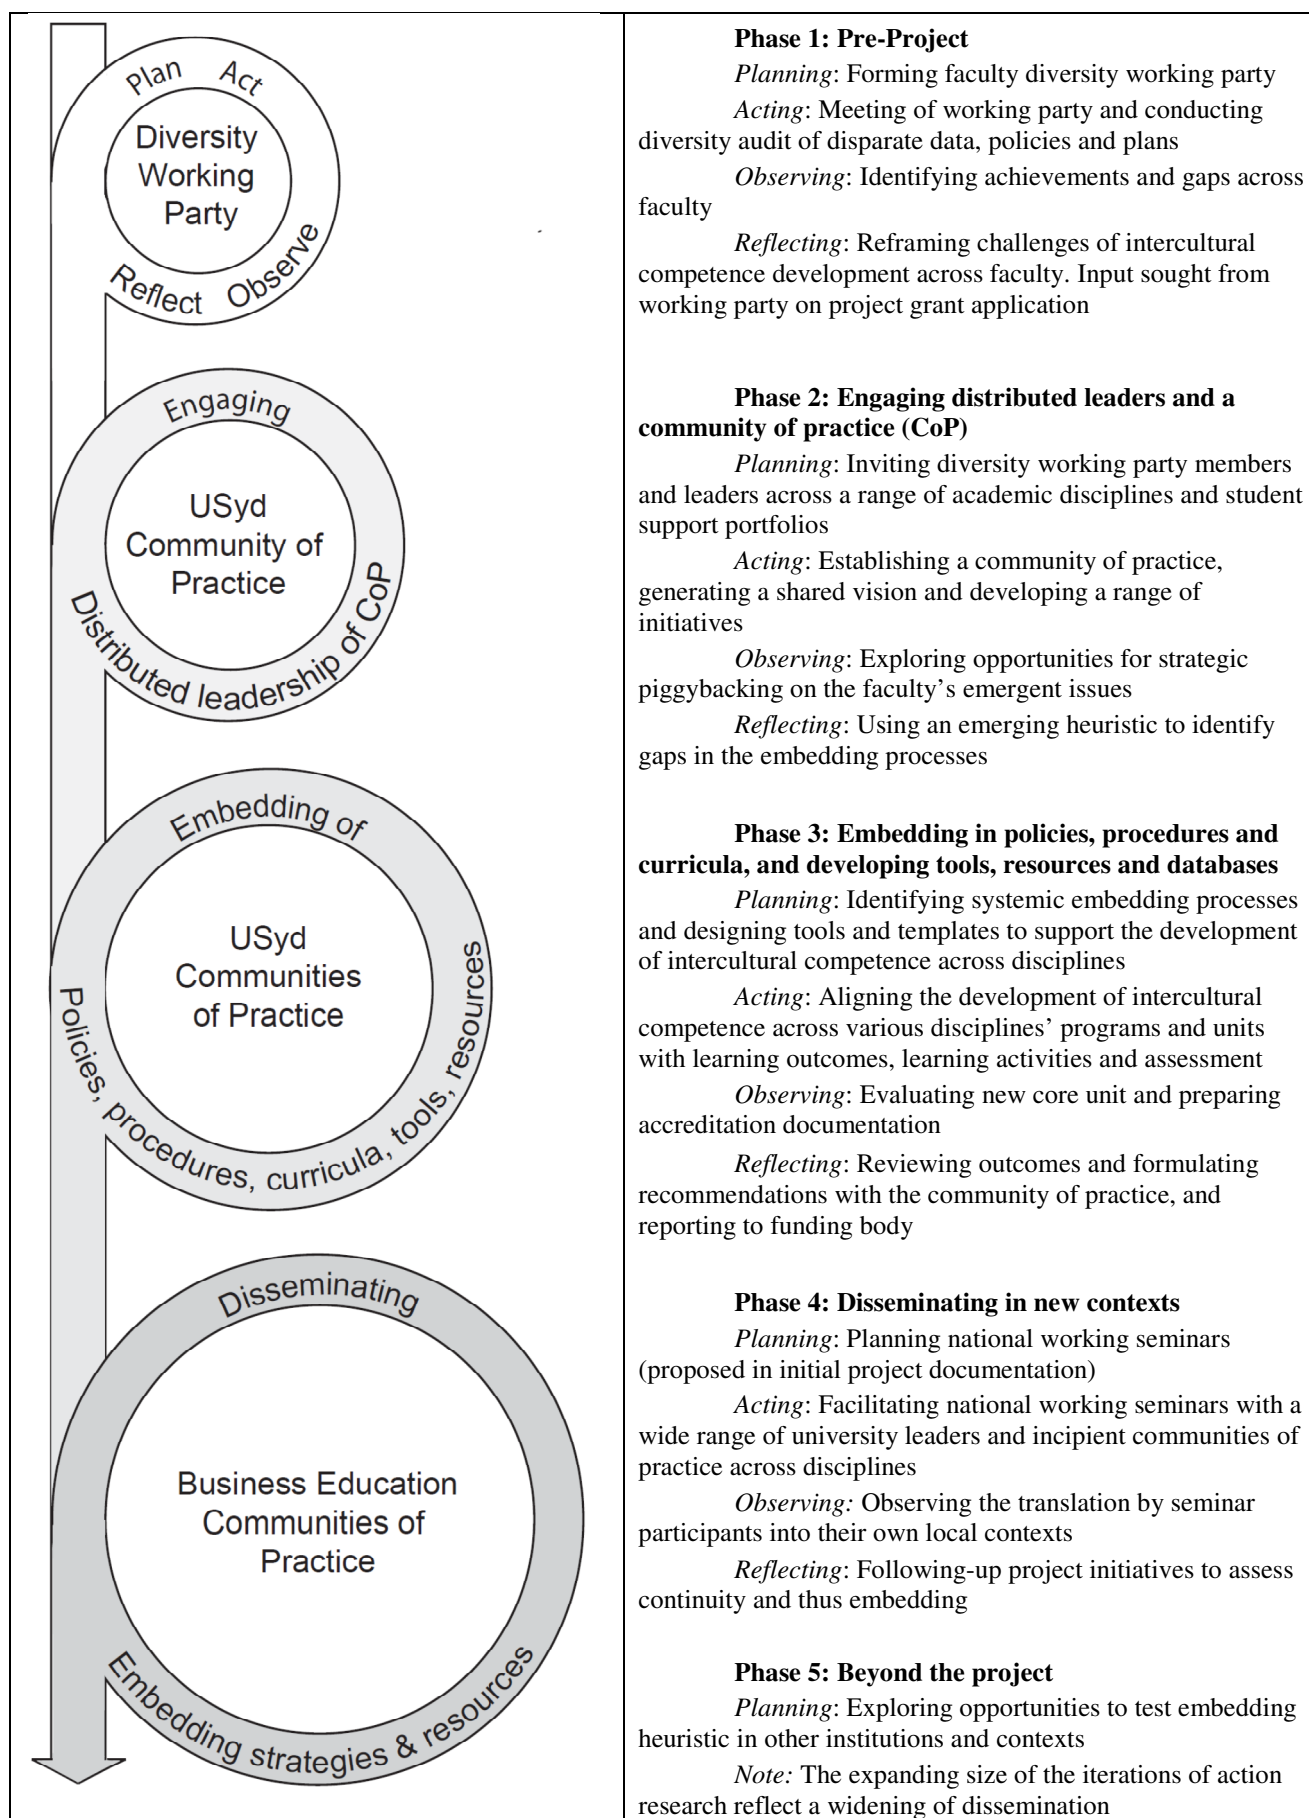 Plan Act
Diversity
Working
Party
Reflect Observe
Engaging
USyd
Community of
Practice
Distributed leadership of CoP
Embedding of
USyd
Communities
of Practice
Policies, procedures, curricula, tools, resources
Disseminating
Business Education
Communities of
Practice
Embedding strategies & resources
Phase 1: Pre-Project
Planning: Forming faculty diversity working party
Acting: Meeting of working party and conducting
diversity audit of disparate data, policies and plans
Observing: Identifying achievements and gaps across
faculty
Reflecting: Reframing challenges of intercultural
competence development across faculty. Input sought from
working party on project grant application
Phase 2: Engaging distributed leaders and a
community of practice (CoP)
Planning: Inviting diversity working party members
and leaders across a range of academic disciplines and student
support portfolios
Acting: Establishing a community of practice,
generating a shared vision and developing a range of
initiatives
Observing: Exploring opportunities for strategic
piggybacking on the faculty’s emergent issues
Reflecting: Using an emerging heuristic to identify
gaps in the embedding processes
Phase 3: Embedding in policies, procedures and
curricula, and developing tools, resources and databases
Planning: Identifying systemic embedding processes
and designing tools and templates to support the development
of intercultural competence across disciplines
Acting: Aligning the development of intercultural
competence across various disciplines’ programs and units
with learning outcomes, learning activities and assessment
Observing: Evaluating new core unit and preparing
accreditation documentation
Reflecting: Reviewing outcomes and formulating
recommendations with the community of practice, and
reporting to funding body
Phase 4: Disseminating in new contexts
Planning: Planning national working seminars
(proposed in initial project documentation)
Acting: Facilitating national working seminars with a
wide range of university leaders and incipient communities of
practice across disciplines
Observing: Observing the translation by seminar
participants into their own local contexts
Reflecting: Following-up project initiatives to assess
continuity and thus embedding
Phase 5: Beyond the project
Planning: Exploring opportunities to test embedding
heuristic in other institutions and contexts
Note: The expanding size of the iterations of action
research reflect a widening of dissemination